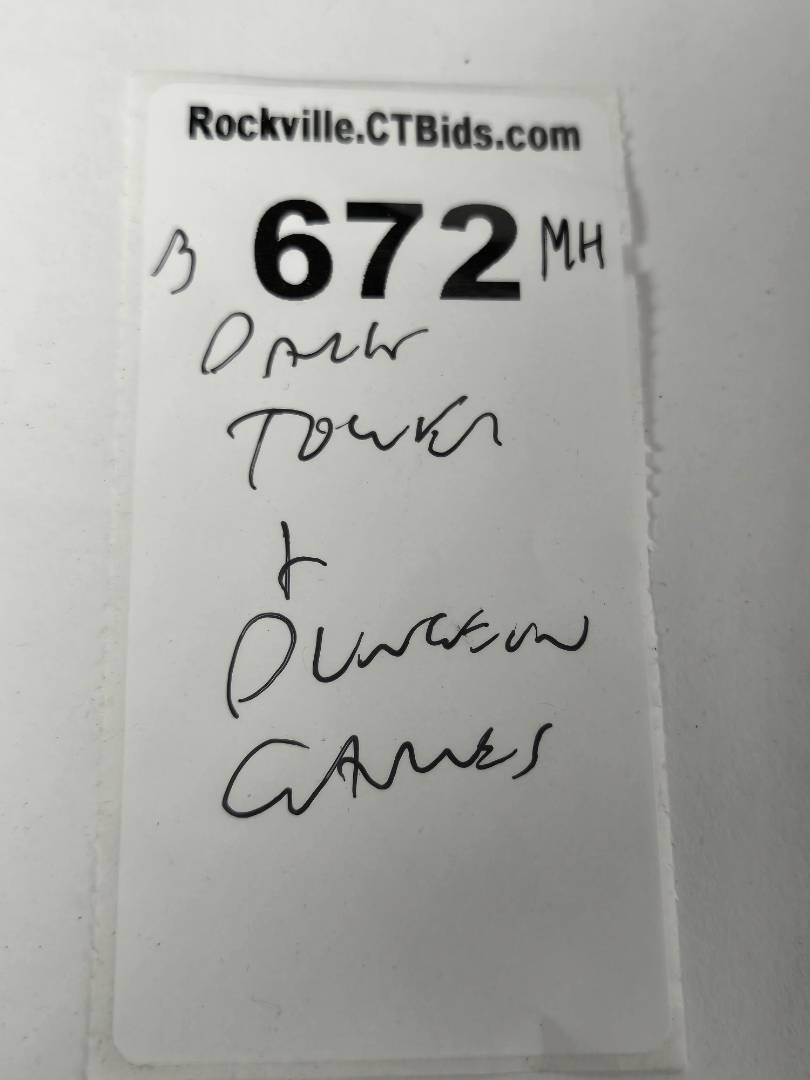 Rockville.CTBids.com
B 672 MH
DARK
TOWER
+
DUNGEON
GAMES